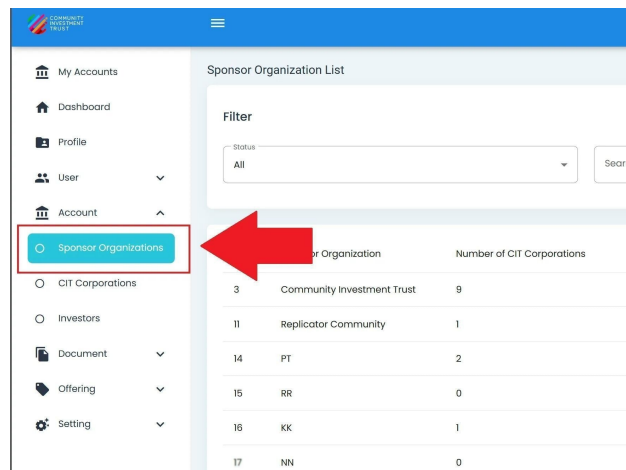 COMMUNITY
INVESTMENT
TRUST
My Accounts
Dashboard
Profile
User
Account
Sponsor Organizations
CIT Corporations
Investors
Document
Offering
Setting
Sponsor Organization List
Filter
Status
All
Sear
or Organization Number of CIT Corporations
3 Community Investment Trust 9
11 Replicator Community 1
14 PT 2
15 RR 0
16 KK 1
17 NN 0